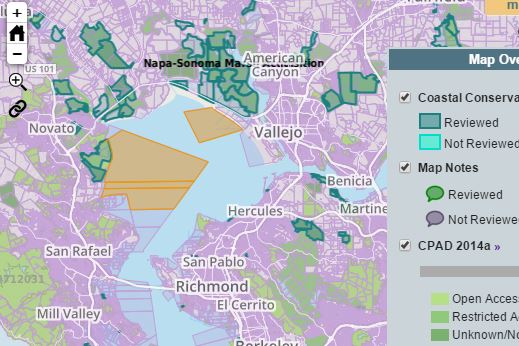 +
m
Napa-Sonoma
American
Canyon
Map Ove
US 101
Coastal Conserva
Reviewed
Novato
Vallejo
Not Reviewed
Map Notes
Benicia
Reviewed
Hercules
Martine
Not Reviewe
CPAD 2014a »
San Rafael
San Pablo
4712031
Richmond
Open Access
El Cerrito
Restricted A
Mill Valley
Unknown/No
Berkeley